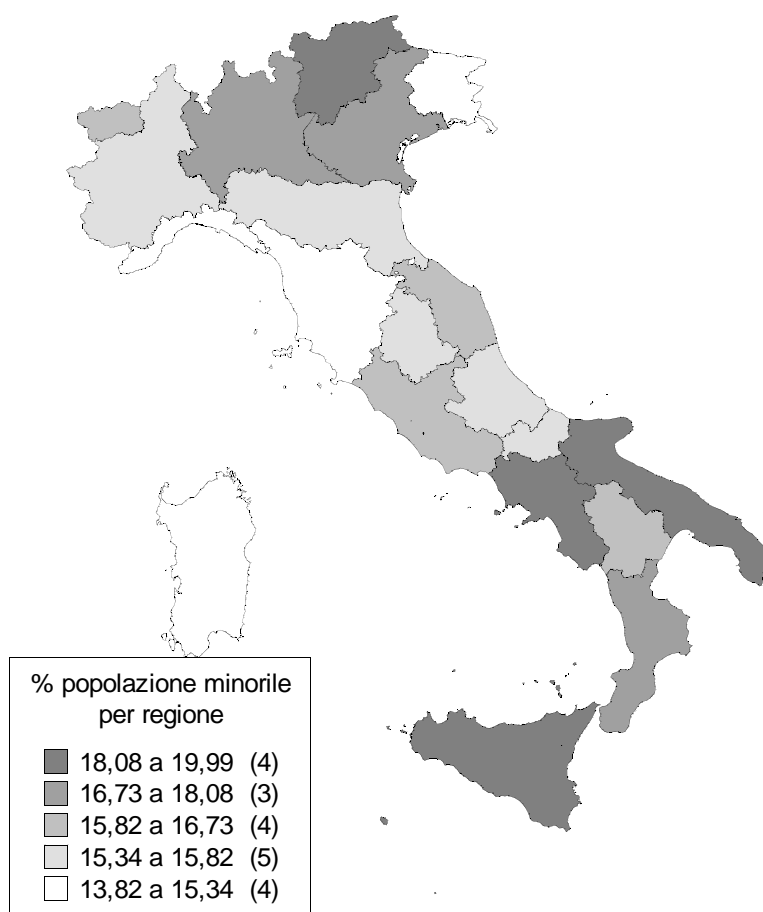 % popolazione minorile
per regione
18,08 a 19,99 (4)
16,73 a 18,08 (3)
15,82 a 16,73 (4)
15,34 a 15,82 (5)
13,82 a 15,34 (4)